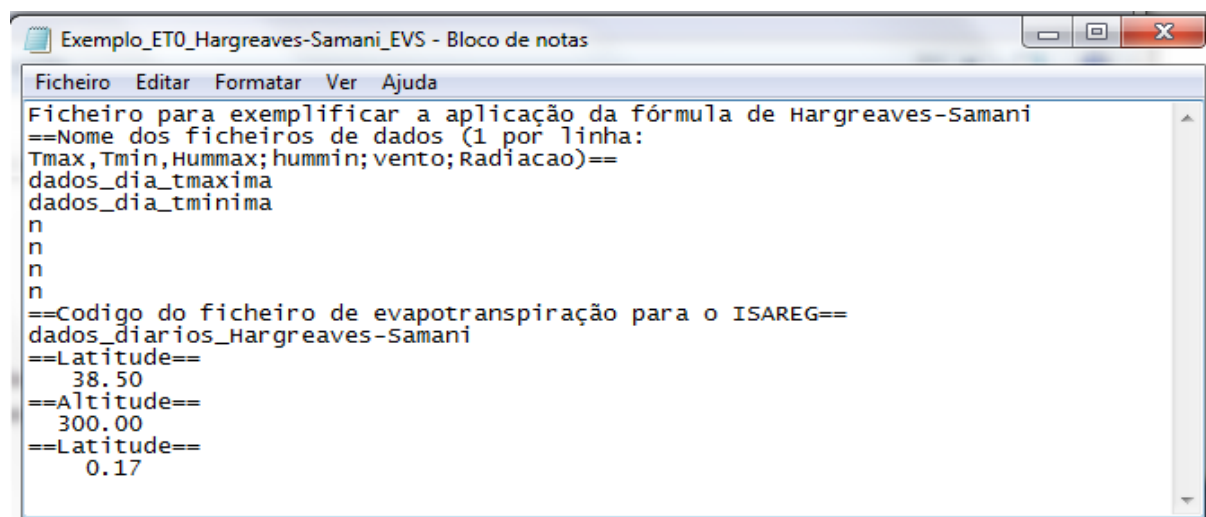 Exemplo_ET0_Hargreaves-Samani_EVS - Bloco de notas
Ficheiro Editar Formatar Ver Ajuda
Ficheiro para exemplificar a aplicação da fórmula de Hargreaves-Samani
==Nome dos ficheiros de dados (1 por linha:
Tmax,Tmin,Hummax;hummin;vento;Radiacao)==
dados_dia_tmaxima
dados_dia_tminima
n
n
n
n
==Codigo do ficheiro de evapotranspiração para o ISAREG==
dados_diarios_Hargreaves-Samani
==Latitude==
38.50
==Altitude==
300.00
==Latitude==
0.17